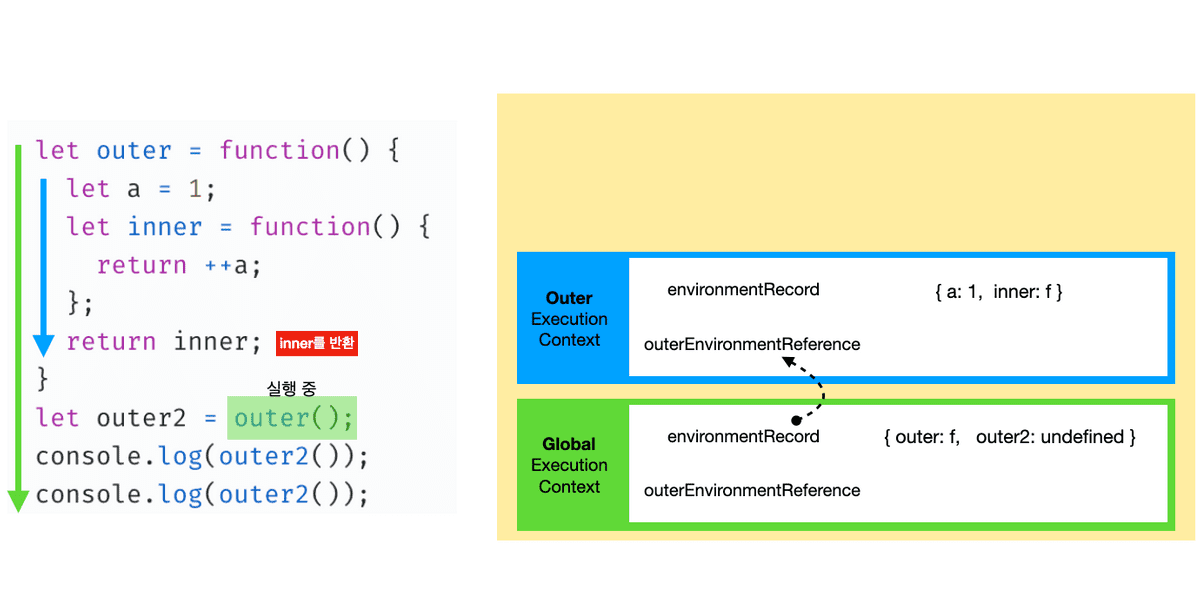 let outer = function() {
let a = 1;
let inner = function() {
return ++a;
};
return inner; inner를 반환
}
실행 중
let outer2 = outer();
console.log(outer2());
console.log(outer2());
Outer
Execution
Context
environmentRecord { a: 1, inner: f }
outerEnvironmentReference
Global
Execution
Context
environmentRecord { outer: f, outer2: undefined }
outerEnvironmentReference